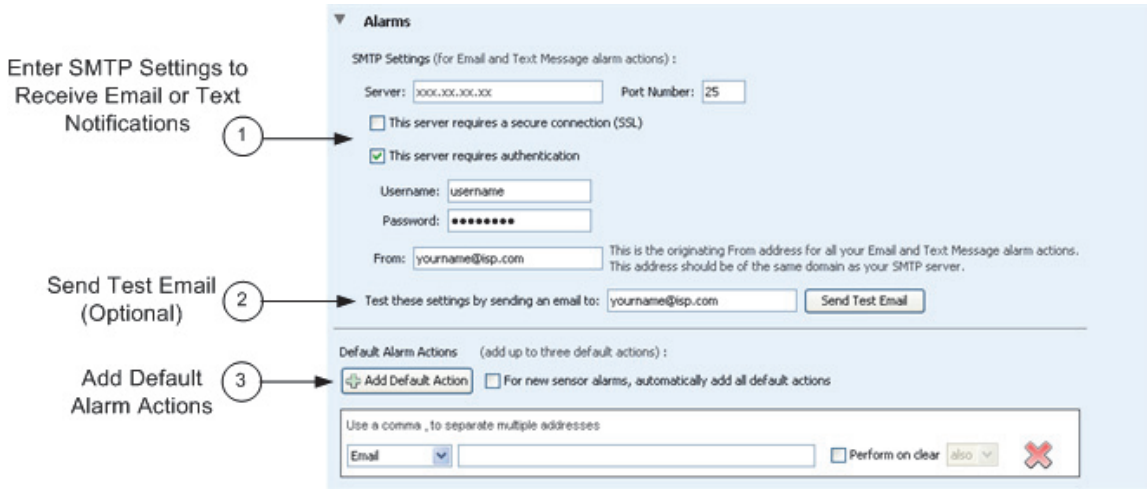 Alarms
SMTP Settings (for Email and Text Message alarm actions) :
Enter SMTP Settings to
Receive Email or Text
Notifications
1
Server: xxx.xx.xx.xx Port Number: 25
This server requires a secure connection (SSL)
This server requires authentication
Username: username
Password: ●●●●●●●●
From: yourname@isp.com
This is the originating From address for all your Email and Text Message alarm actions.
This address should be of the same domain as your SMTP server.
Send Test Email
(Optional)
2
Test these settings by sending an email to: yourname@isp.com Send Test Email
Default Alarm Actions (add up to three default actions) :
Add Default
Alarm Actions
3
Add Default Action For new sensor alarms, automatically add all default actions
Use a comma , to separate multiple addresses
Email Perform on clear also